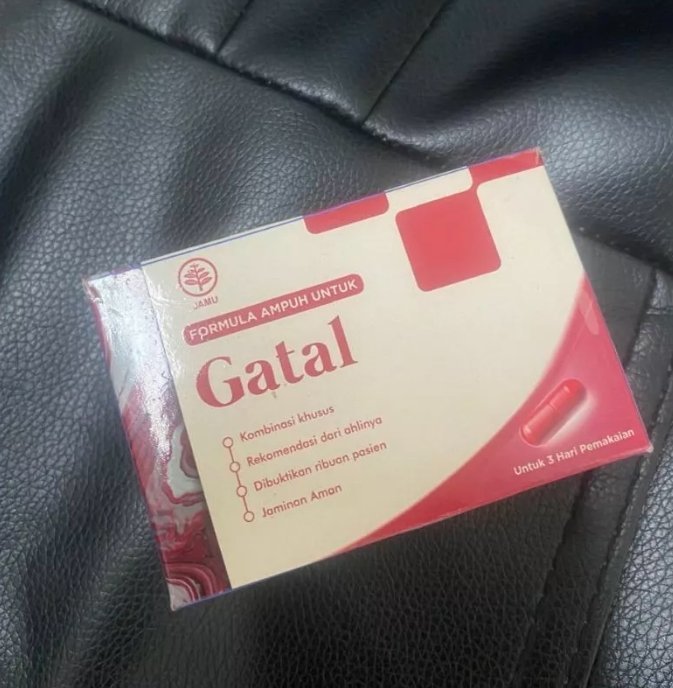 JAMU
FORMULA AMPUH UNTUK
Gatal
Kombinasi khusus
Rekomendasi dari ahlinya
Dibuktikan ribuan pasien
Jaminan Aman
Untuk 3 Hari Pemakaian